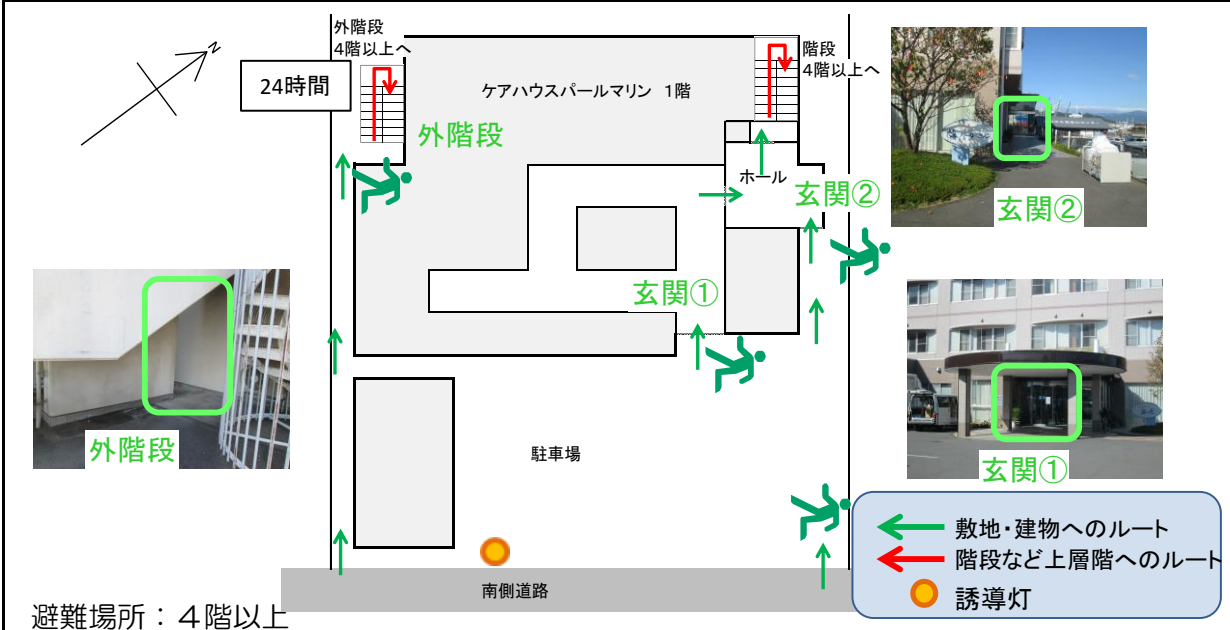 外階段
4階以上へ
階段
4階以上へ
N
24時間
ケアハウスパールマリン 1階
外階段
ホール
玄関②
玄関②
玄関①
外階段
玄関①
駐車場
南側道路
敷地・建物へのルート
階段など上層階へのルート
誘導灯
避難場所：４階以上